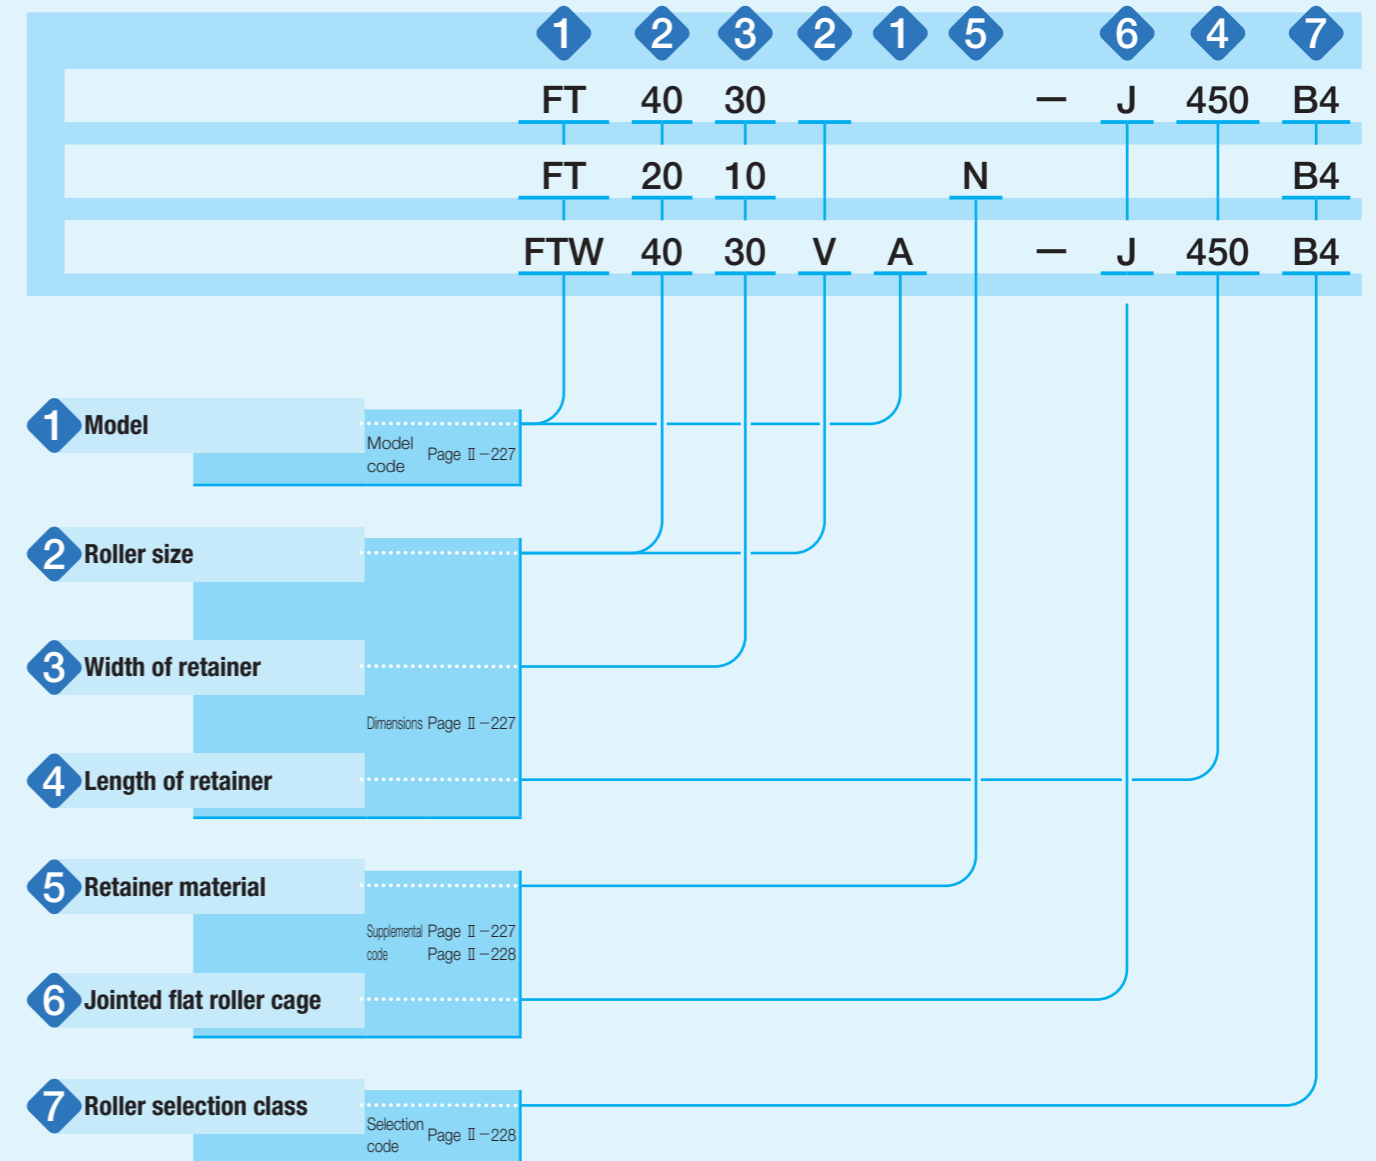 1 2 3 2 1 5 6 4 7
FT 40 30 − J 450 B4
FT 20 10 N B4
FTW 40 30 V A − J 450 B4
1 Model
Model code Page Ⅱ−227
2 Roller size
3 Width of retainer
Dimensions Page Ⅱ−227
4 Length of retainer
5 Retainer material
Supplemental Page Ⅱ−227
code Page Ⅱ−228
6 Jointed flat roller cage
7 Roller selection class
Selection code Page Ⅱ−228